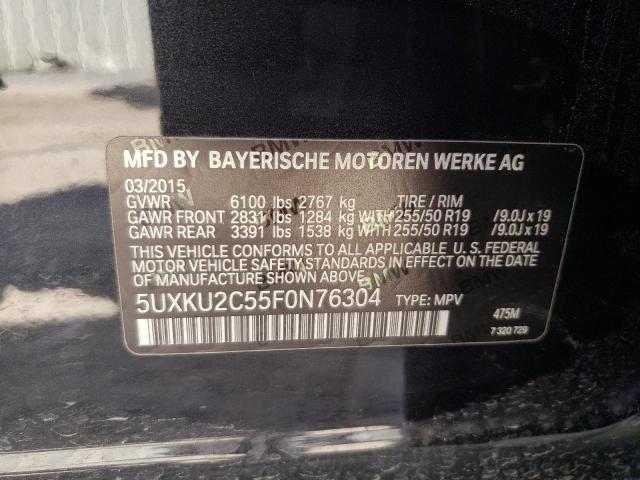 MFD BY BAYERISCHE MOTOREN WERKE AG
03/2015
GVWR 6100 lbs 2767 kg TIRE / RIM
GAWR FRONT 2831 lbs 1284 kg WITH 255/50 R19 /9.0J x 19
GAWR REAR 3391 lbs 1538 kg WITH 255/50 R19 /9.0J x 19
THIS VEHICLE CONFORMS TO ALL APPLICABLE U.S. FEDERAL
MOTOR VEHICLE SAFETY STANDARDS IN EFFECT ON THE DATE
OF MANUFACTURE SHOWN ABOVE.
5UXKU2C55F0N76304 TYPE: MPV
475M
7 320 729